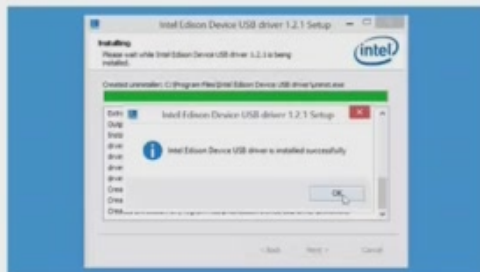 Intel Edison Device USB driver 1.2.1 Setup
Installing
Please wait while Intel Edison Device USB driver 1.2.1 is being
installed.
intel
Created uninstaller: C:\Program Files\Intel Edison Device USB driver\uninst.exe
Intel Edison Device USB driver 1.2.1 Setup
Intel Edison Device USB driver is installed successfully
OK
< Back
Next >
Cancel